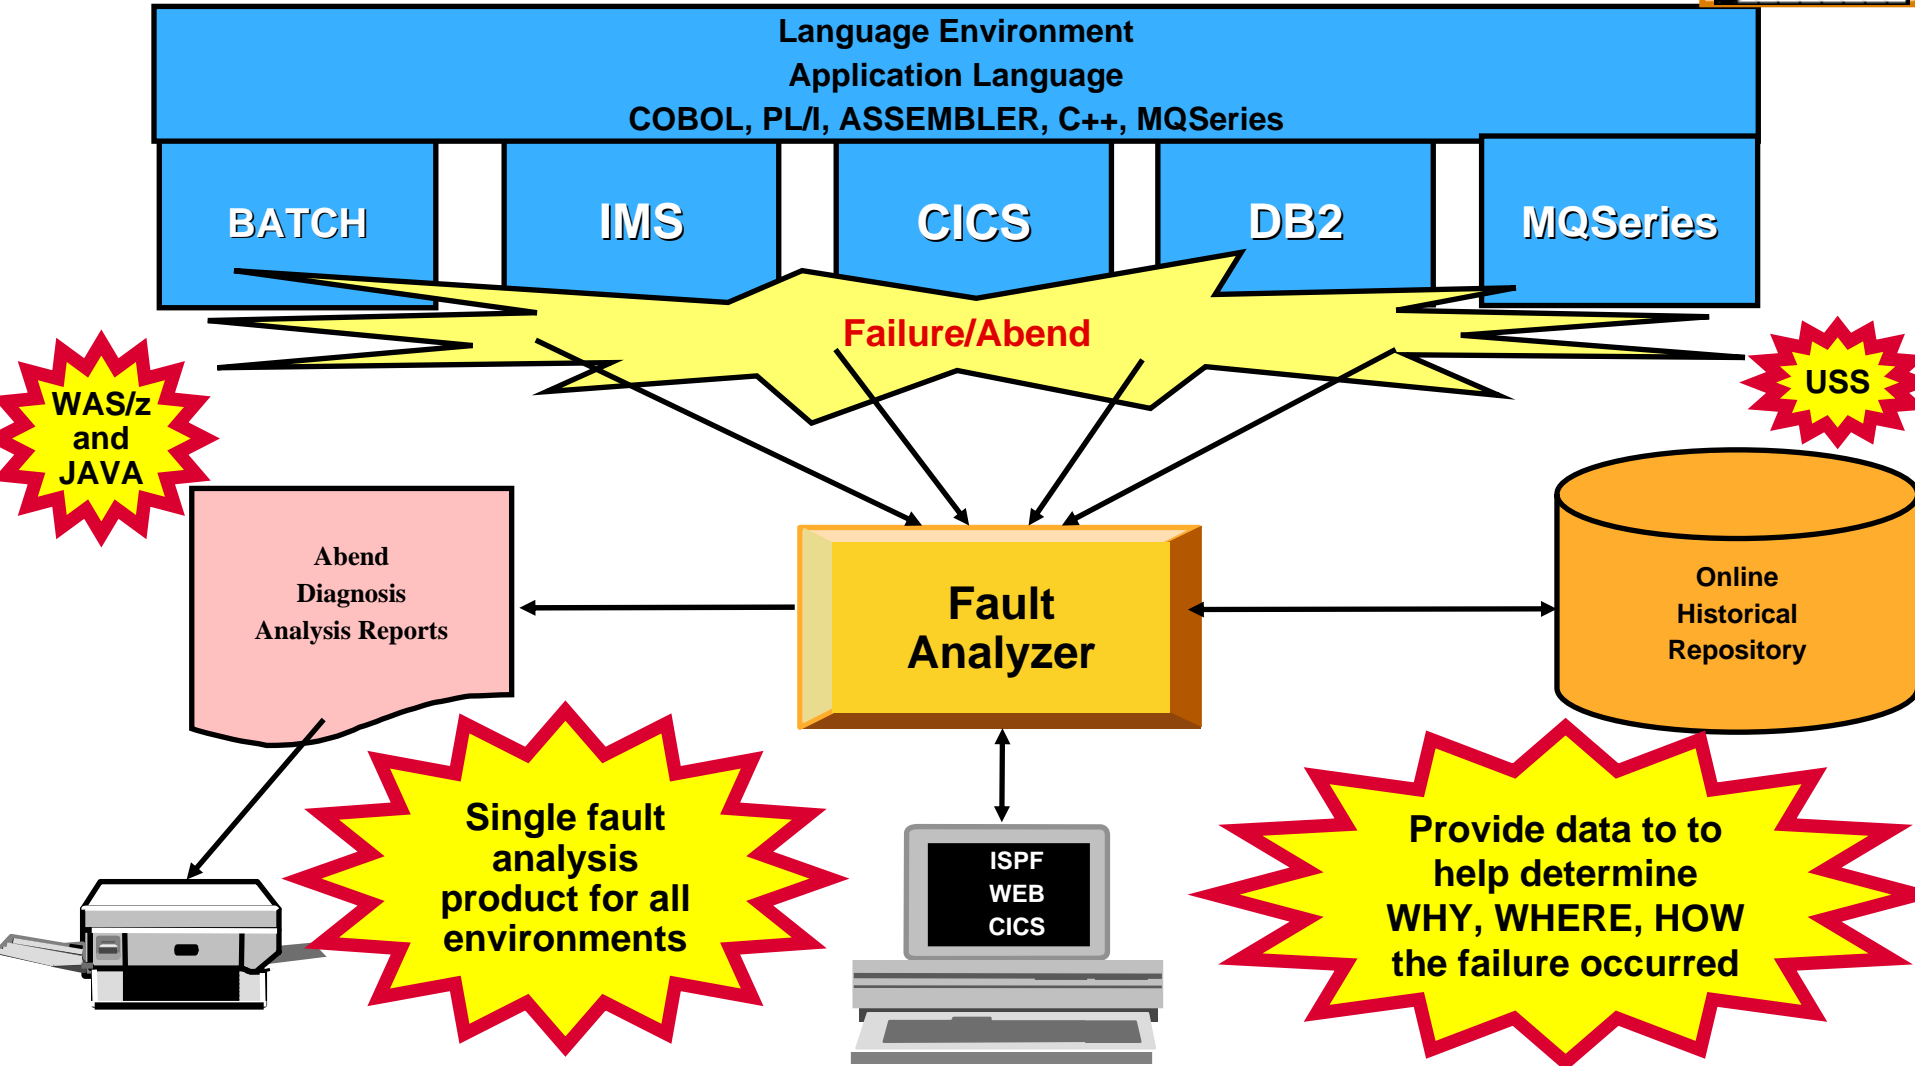 Language Environment
Application Language
COBOL, PL/I, ASSEMBLER, C++, MQSeries
BATCH
IMS
CICS
DB2
MQSeries
Failure/Abend
WAS/z
and
JAVA
USS
Abend
Diagnosis
Analysis Reports
Fault
Analyzer
Online
Historical
Repository
Single fault
analysis
product for all
environments
ISPF
WEB
CICS
Provide data to to
help determine
WHY, WHERE, HOW
the failure occurred